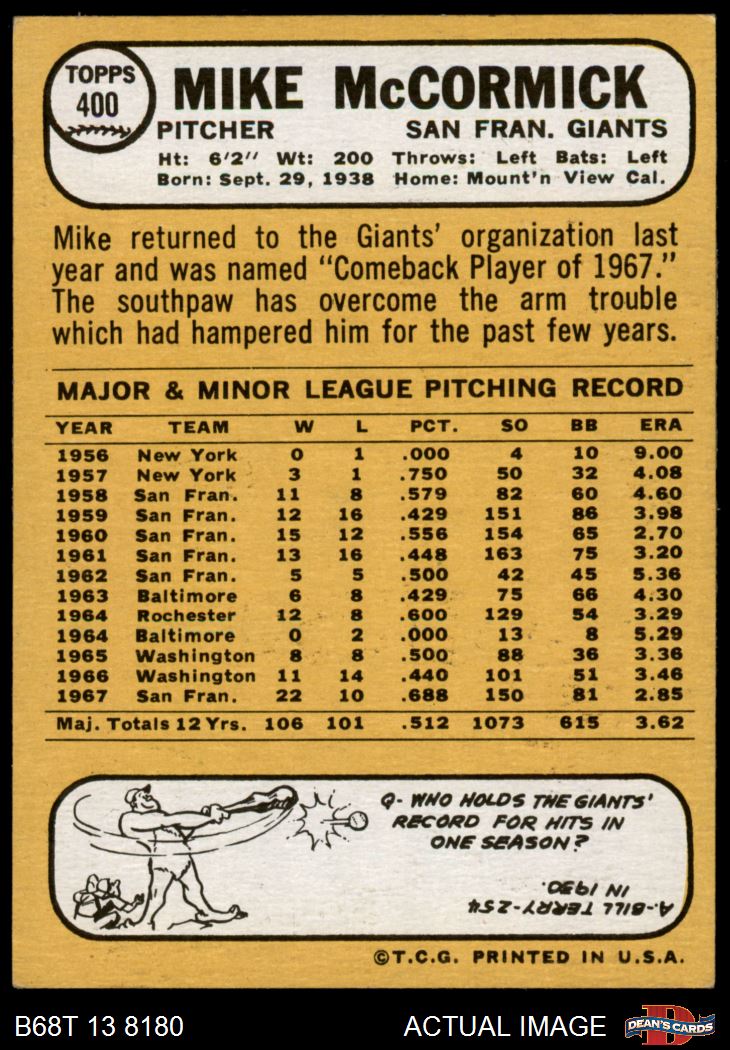 TOPPS
400
MIKE McCORMICK
PITCHER SAN FRAN. GIANTS
Ht: 6'2" Wt: 200 Throws: Left Bats: Left
Born: Sept. 29, 1938 Home: Mount'n View Cal.
Mike returned to the Giants' organization last
year and was named "Comeback Player of 1967."
The southpaw has overcome the arm trouble
which had hampered him for the past few years.
MAJOR & MINOR LEAGUE PITCHING RECORD
YEAR TEAM W L PCT. SO BB ERA
1956 New York 0 1 .000 4 10 9.00
1957 New York 3 1 .750 50 32 4.08
1958 San Fran. 11 8 .579 82 60 4.60
1959 San Fran. 12 16 .429 151 86 3.98
1960 San Fran. 15 12 .556 154 65 2.70
1961 San Fran. 13 16 .448 163 75 3.20
1962 San Fran. 5 5 .500 42 45 5.36
1963 Baltimore 6 8 .429 75 66 4.30
1964 Rochester 12 8 .600 129 54 3.29
1964 Baltimore 0 2 .000 13 8 5.29
1965 Washington 8 8 .500 88 36 3.36
1966 Washington 11 14 .440 101 51 3.46
1967 San Fran. 22 10 .688 150 81 2.85
Maj. Totals 12 Yrs. 106 101 .512 1073 615 3.62
Q- WHO HOLDS THE GIANTS'
RECORD FOR HITS IN
ONE SEASON?
A-BILL TERRY-254
IN 1930.
©T.C.G. PRINTED IN U.S.A.
B68T 13 8180 ACTUAL IMAGE
D
DEAN'S CARDS